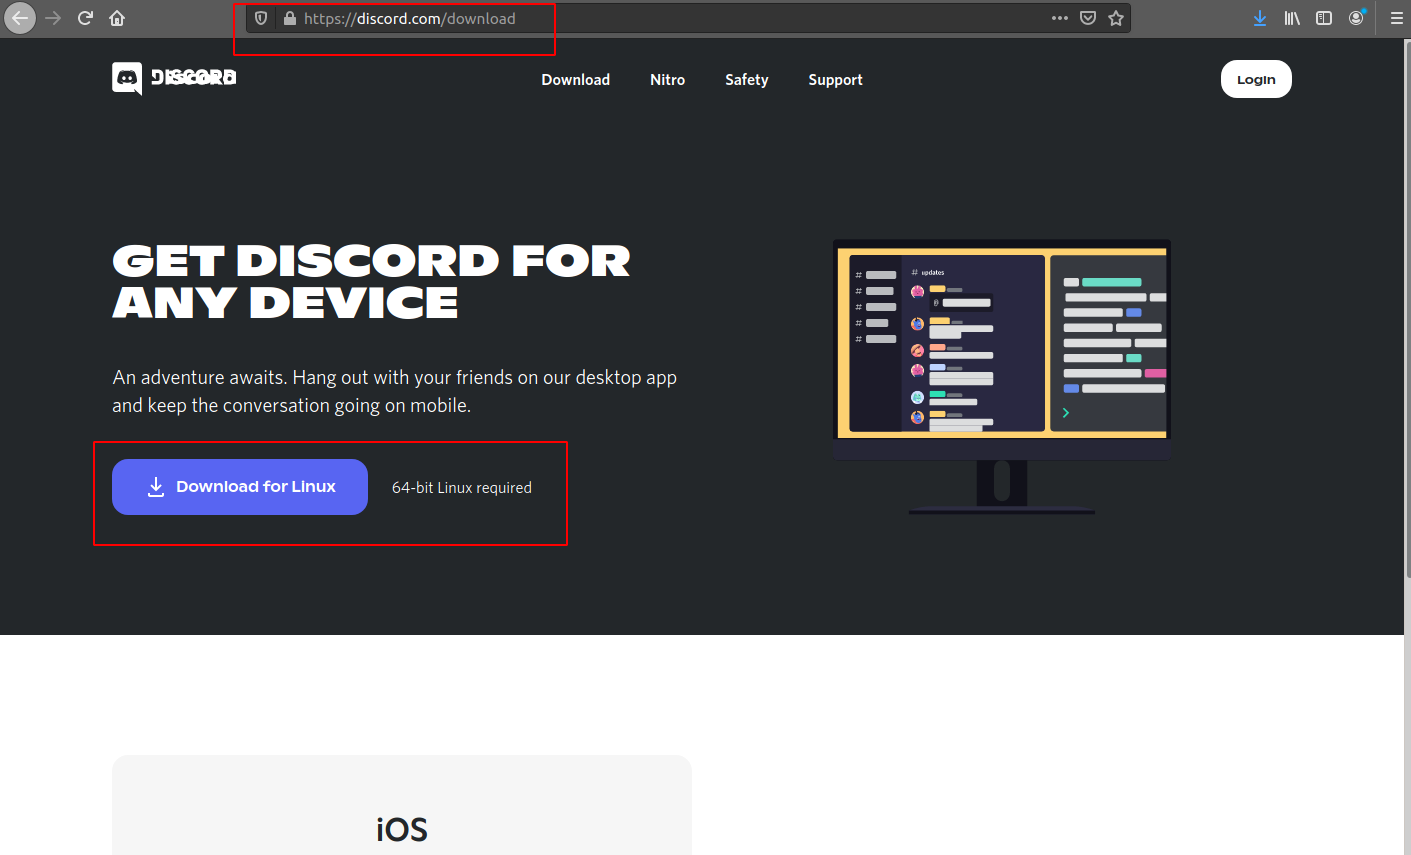 https://discord.com/download
DISCORD
Download
Nitro
Safety
Support
Login
GET DISCORD FOR
ANY DEVICE
An adventure awaits. Hang out with your friends on our desktop app
and keep the conversation going on mobile.
# updates
Download for Linux
64-bit Linux required
iOS